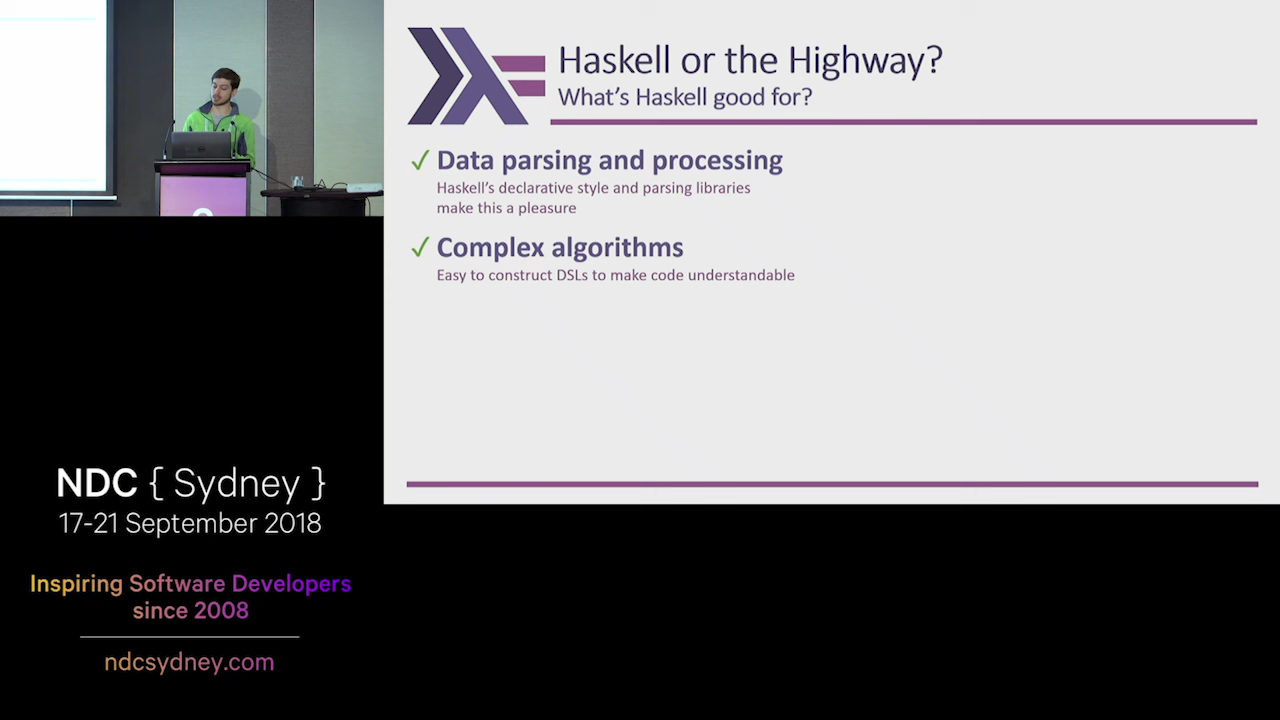 Haskell or the Highway?
What's Haskell good for?
✓ Data parsing and processing
Haskell's declarative style and parsing libraries
make this a pleasure
✓ Complex algorithms
Easy to construct DSLs to make code understandable
NDC { Sydney }
17-21 September 2018
Inspiring Software Developers
since 2008
ndcsydney.com